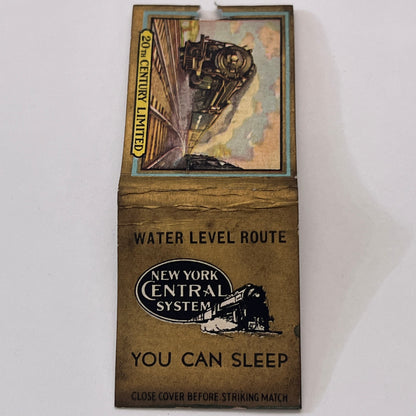 20TH CENTURY LIMITED
WATER LEVEL ROUTE
NEW YORK
CENTRAL
SYSTEM
YOU CAN SLEEP
CLOSE COVER BEFORE STRIKING MATCH